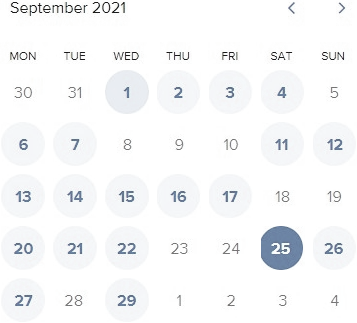 September 2021
MON TUE WED THU FRI SAT SUN
30 31 1 2 3 4 5
6 7 8 9 10 11 12
13 14 15 16 17 18 19
20 21 22 23 24 25 26
27 28 29 1 2 3 4